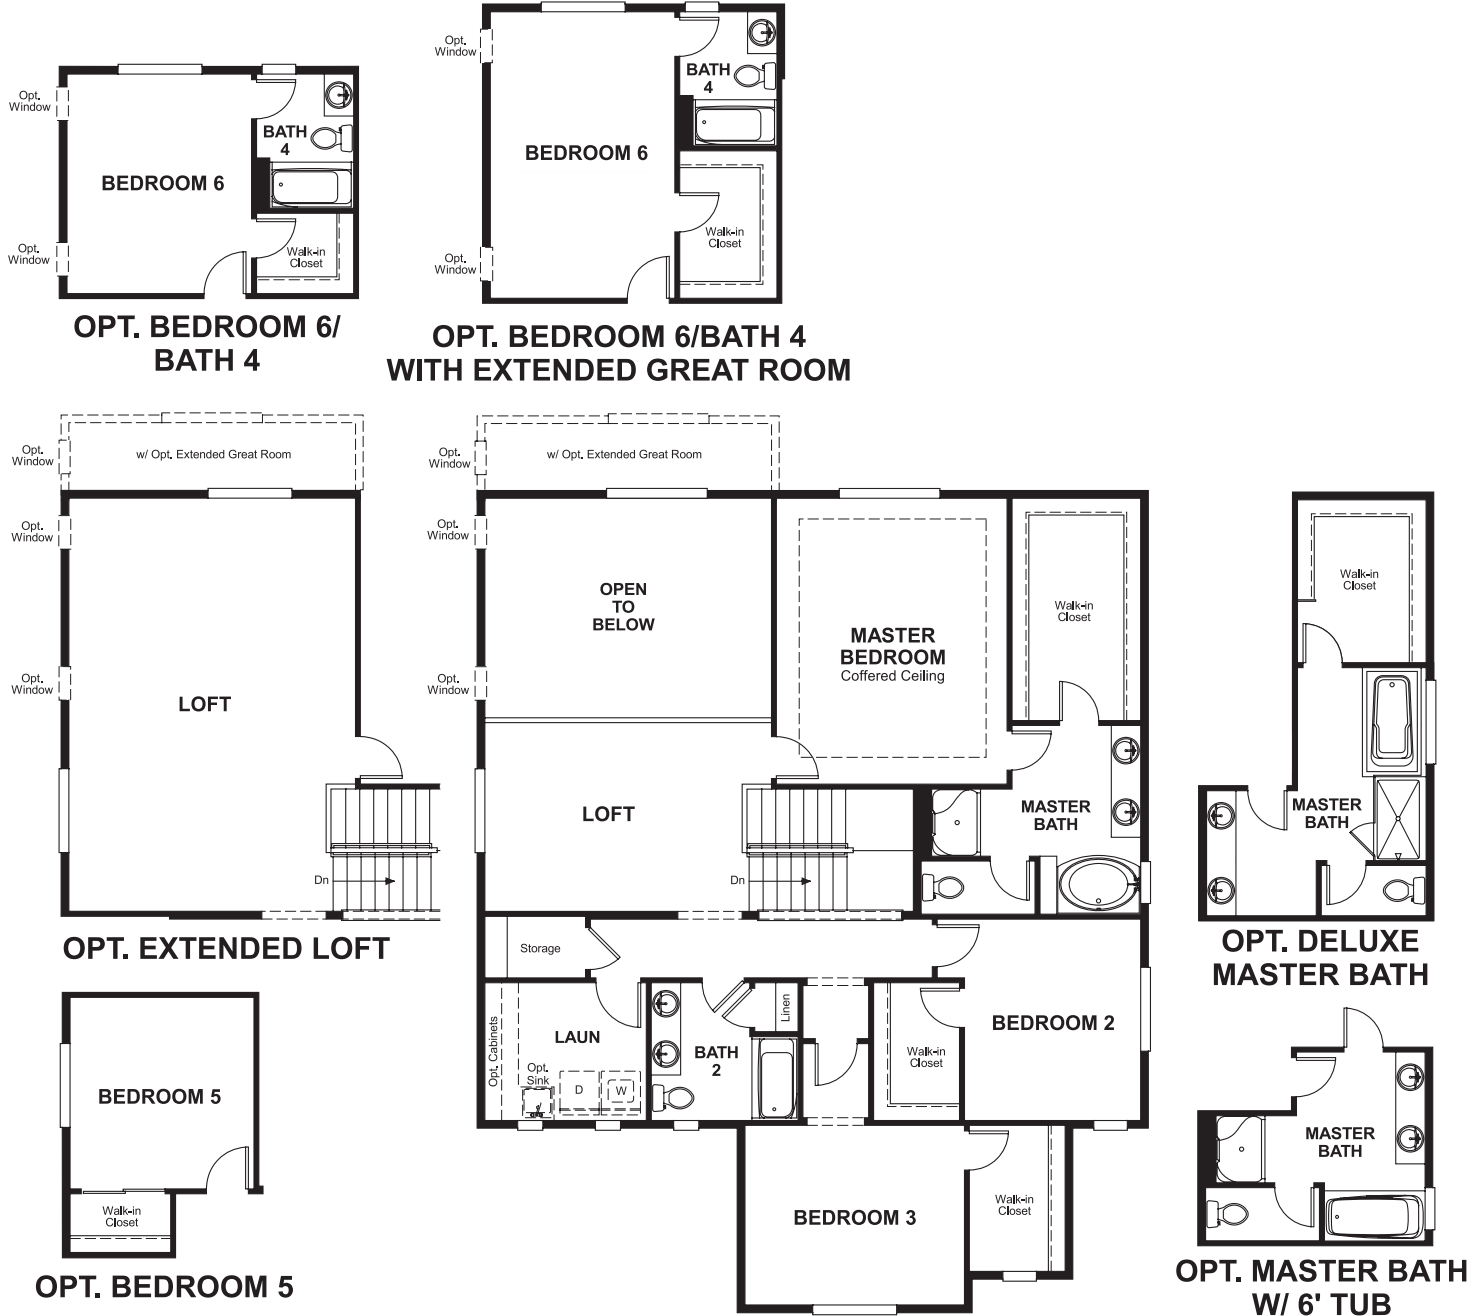 Opt.
Window
BATH
4
BEDROOM 6
Opt.
Window
Walk-in
Closet
OPT. BEDROOM 6/
BATH 4
Opt.
Window
BATH
4
BEDROOM 6
Walk-in
Closet
Opt.
Window
OPT. BEDROOM 6/BATH 4
WITH EXTENDED GREAT ROOM
Opt.
Window
w/ Opt. Extended Great Room
Opt.
Window
Opt.
Window
LOFT
Dn
OPT. EXTENDED LOFT
Opt.
Window
w/ Opt. Extended Great Room
Opt.
Window
OPEN
TO
BELOW
Opt.
Window
MASTER
BEDROOM
Coffered Ceiling
Walk-in
Closet
LOFT
MASTER
BATH
Dn
Storage
Opt. Cabinets
LAUN
Opt.
Sink
D
W
BATH
2
Linen
Walk-in
Closet
BEDROOM 2
BEDROOM 3
Walk-in
Closet
Walk-in
Closet
MASTER
BATH
OPT. DELUXE
MASTER BATH
BEDROOM 5
Walk-in
Closet
OPT. BEDROOM 5
MASTER
BATH
OPT. MASTER BATH
W/ 6' TUB